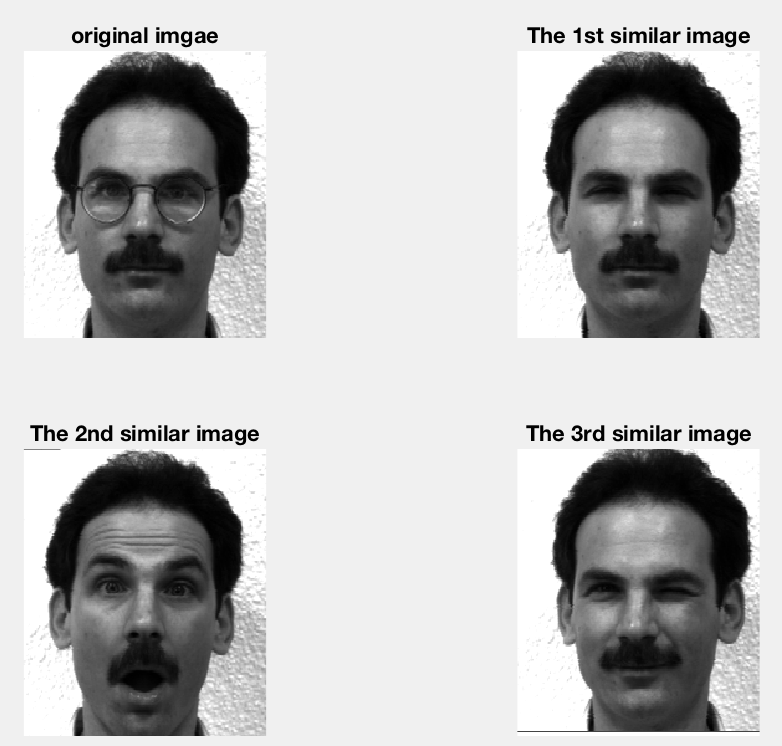 original imgae
The 1st similar image
The 2nd similar image
The 3rd similar image